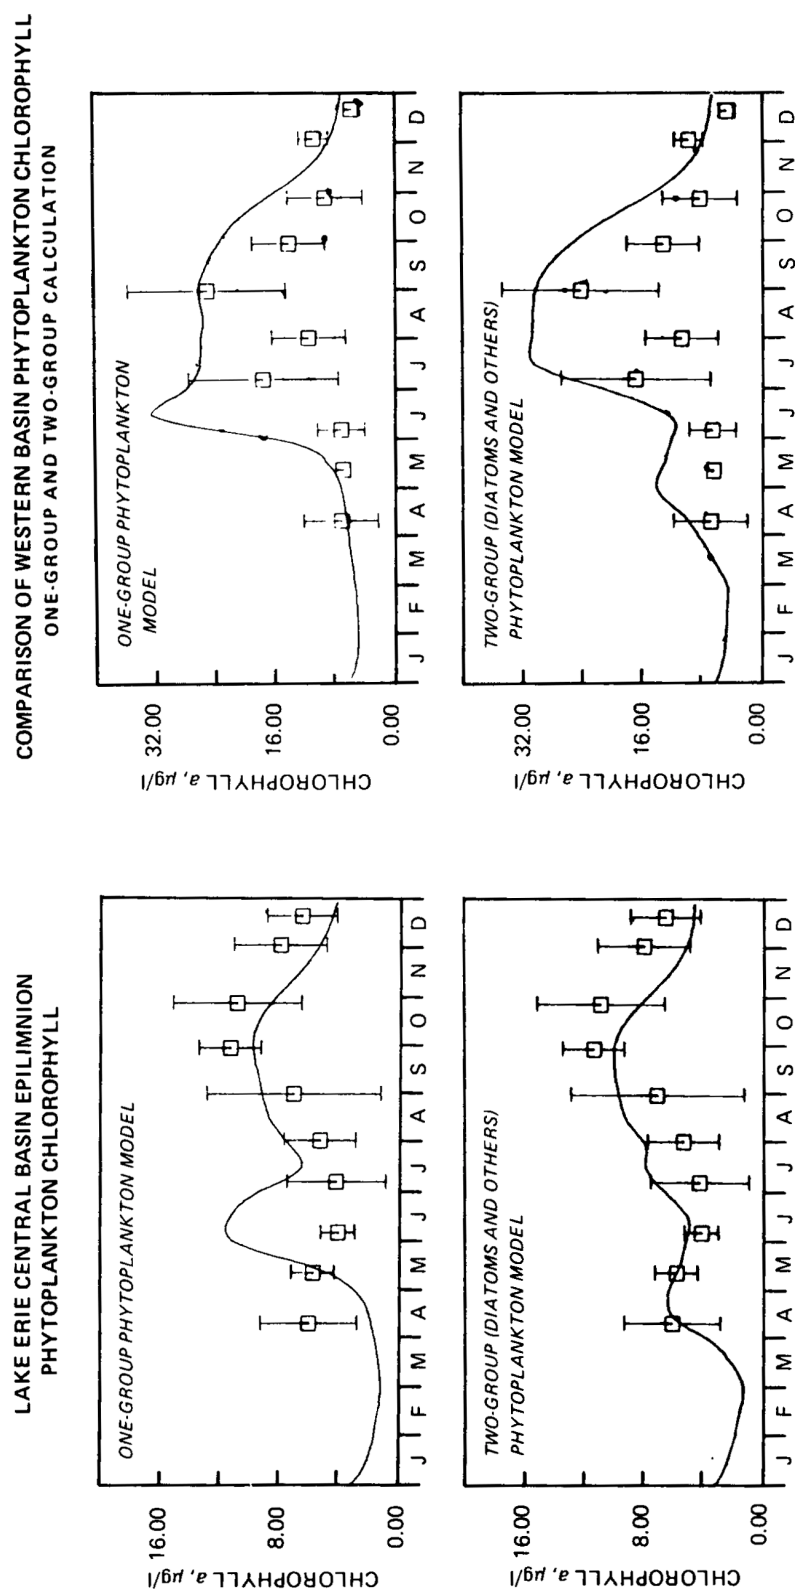 LAKE ERIE CENTRAL BASIN EPILIMNION
PHYTOPLANKTON CHLOROPHYLL
ONE-GROUP PHYTOPLANKTON MODEL
CHLOROPHYLL a, µg/l
16.00
8.00
0.00
J F M A M J J A S O N D
TWO-GROUP (DIATOMS AND OTHERS)
PHYTOPLANKTON MODEL
CHLOROPHYLL a, µg/l
16.00
8.00
0.00
J F M A M J J A S O N D
COMPARISON OF WESTERN BASIN PHYTOPLANKTON CHLOROPHYLL
ONE-GROUP AND TWO-GROUP CALCULATION
ONE-GROUP PHYTOPLANKTON
MODEL
CHLOROPHYLL a, µg/l
32.00
16.00
0.00
J F M A M J J A S O N D
TWO-GROUP (DIATOMS AND OTHERS)
PHYTOPLANKTON MODEL
CHLOROPHYLL a, µg/l
32.00
16.00
0.00
J F M A M J J A S O N D